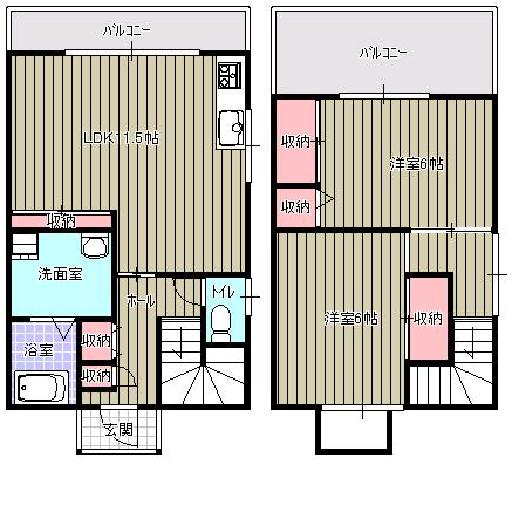 バルコニー
LDK11.5帖
収納
洗面室
トイレ
ホール
浴室
収納
収納
玄関
バルコニー
収納
洋室6帖
収納
洋室6帖
収納